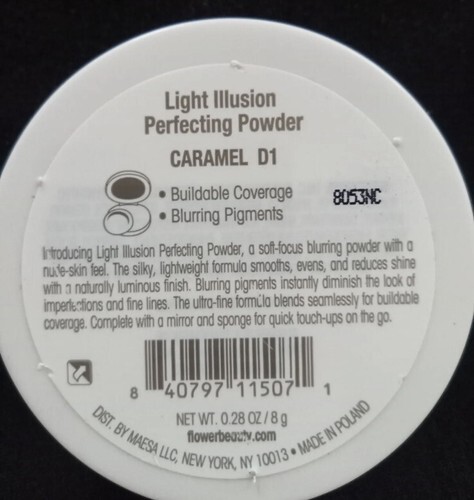 Light Illusion
Perfecting Powder
CARAMEL D1
• Buildable Coverage
• Blurring Pigments
8053NC
Introducing Light Illusion Perfecting Powder, a soft-focus blurring powder with a
nude-skin feel. The silky, lightweight formula smooths, evens, and reduces shine
with a naturally luminous finish. Blurring pigments instantly diminish the look of
imperfections and fine lines. The ultra-fine formula blends seamlessly for buildable
coverage. Complete with a mirror and sponge for quick touch-ups on the go.
8 40797 11507 1
NET WT. 0.28 OZ / 8 g
flowerbeauty.com
DIST. BY MAESA LLC, NEW YORK, NY 10013 • MADE IN POLAND